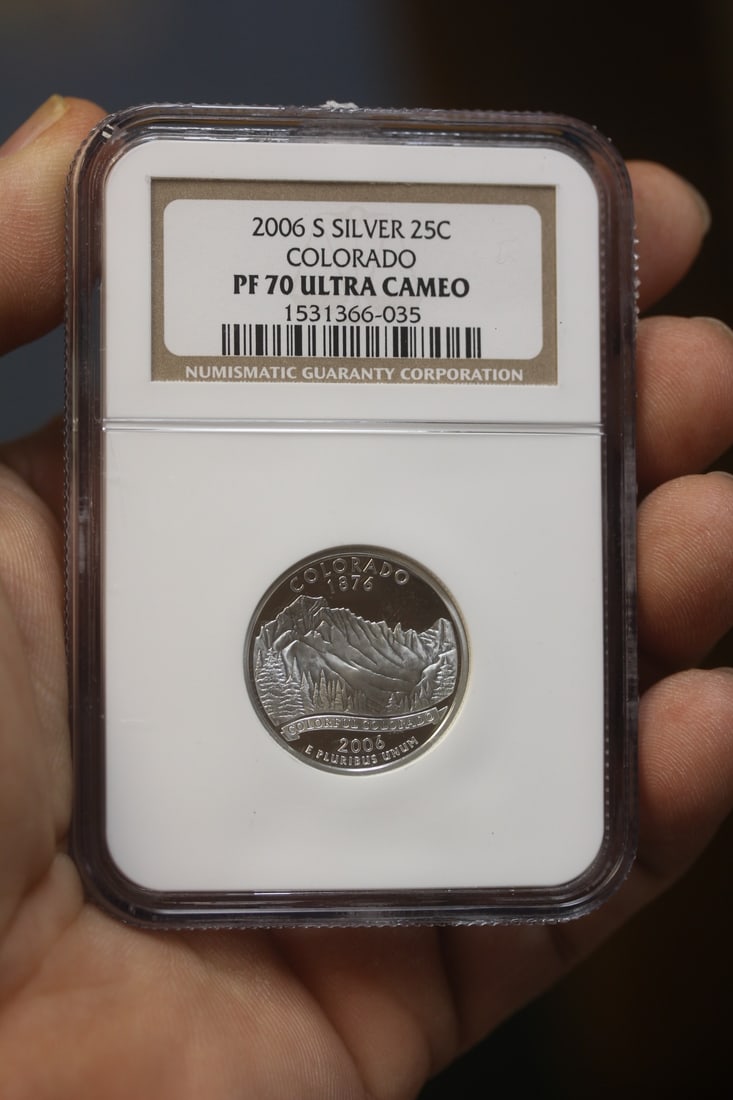 2006 S SILVER 25C
COLORADO
PF 70 ULTRA CAMEO
1531366-035
NUMISMATIC GUARANTY CORPORATION
COLORADO
1876
COLORFUL COLORADO
2006
E PLURIBUS UNUM